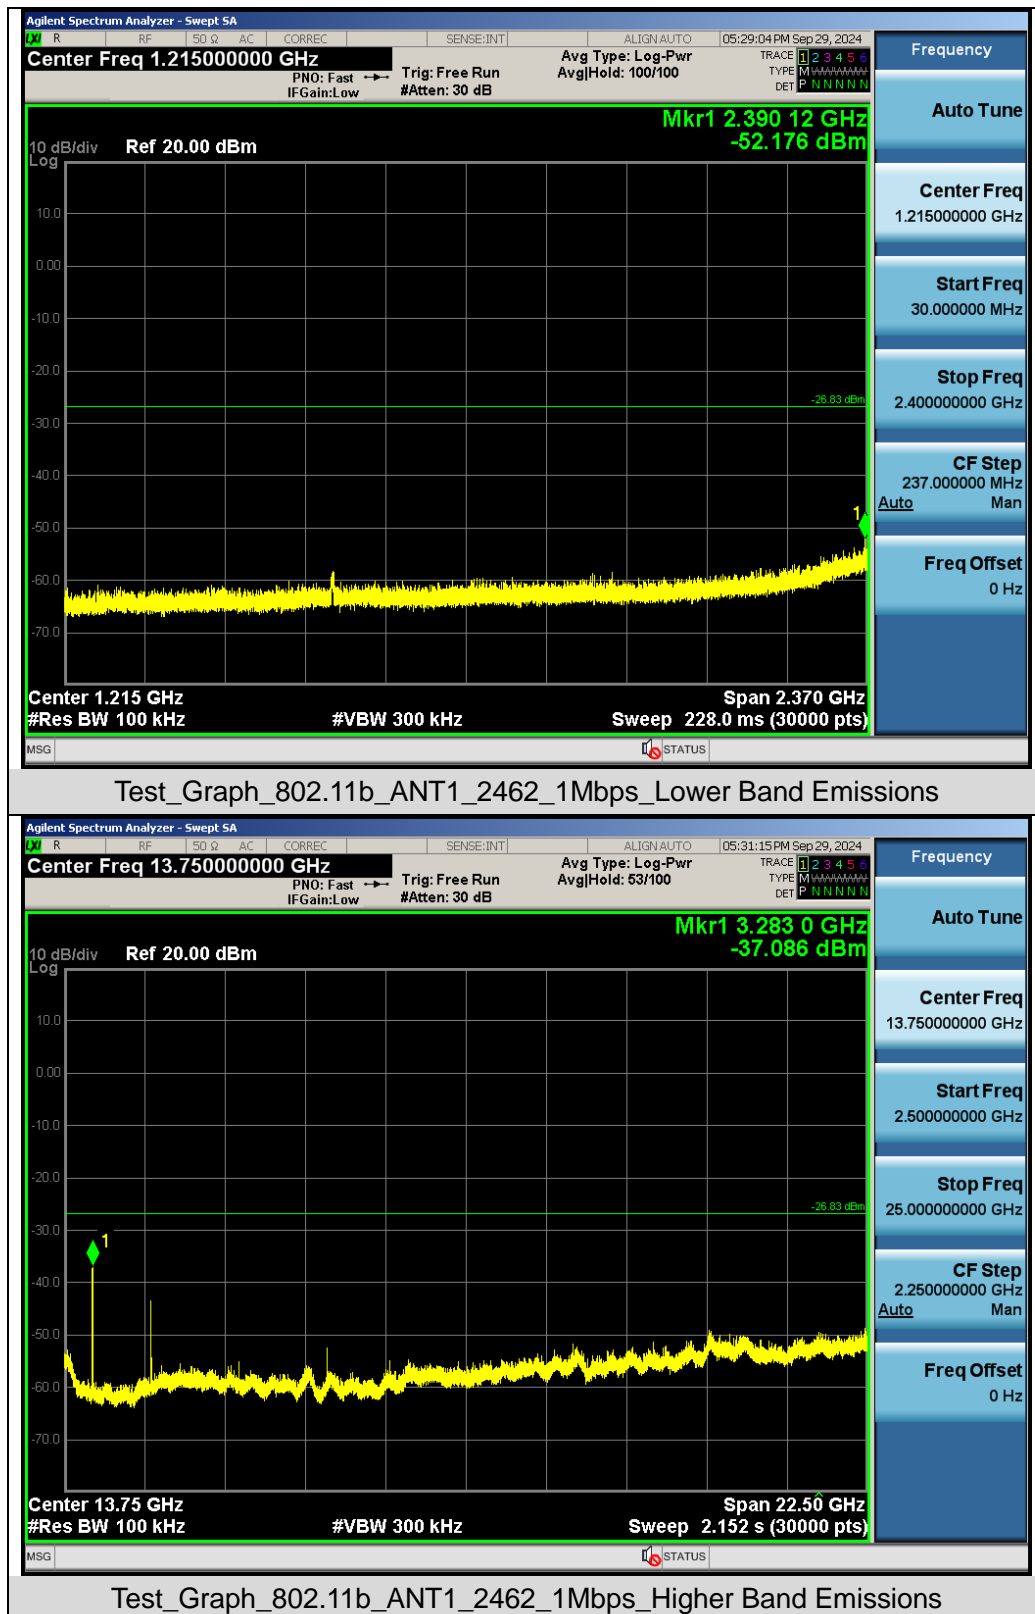 Agilent Spectrum Analyzer - Swept SA
LXI R RF 50 Ω AC CORREC SENSE:INT ALIGN AUTO 05:29:04 PM Sep 29, 2024
Center Freq 1.215000000 GHz
PNO: Fast
IFGain:Low
Trig: Free Run
#Atten: 30 dB
Avg Type: Log-Pwr
Avg|Hold: 100/100
TRACE 1 2 3 4 5 6
TYPE M
DET P N N N N N
Mkr1 2.390 12 GHz
-52.176 dBm
10 dB/div Ref 20.00 dBm
Log
10.0
0.00
-10.0
-20.0
-26.83 dBm
-30.0
-40.0
-50.0
1
-60.0
-70.0
Center 1.215 GHz Span 2.370 GHz
#Res BW 100 kHz #VBW 300 kHz Sweep 228.0 ms (30000 pts)
MSG STATUS
Frequency
Auto Tune
Center Freq
1.215000000 GHz
Start Freq
30.000000 MHz
Stop Freq
2.400000000 GHz
CF Step
237.000000 MHz
Auto Man
Freq Offset
0 Hz
Test_Graph_802.11b_ANT1_2462_1Mbps_Lower Band Emissions
Agilent Spectrum Analyzer - Swept SA
LXI R RF 50 Ω AC CORREC SENSE:INT ALIGN AUTO 05:31:15 PM Sep 29, 2024
Center Freq 13.750000000 GHz
PNO: Fast
IFGain:Low
Trig: Free Run
#Atten: 30 dB
Avg Type: Log-Pwr
Avg|Hold: 53/100
TRACE 1 2 3 4 5 6
TYPE M
DET P N N N N N
Mkr1 3.283 0 GHz
-37.086 dBm
10 dB/div Ref 20.00 dBm
Log
10.0
0.00
-10.0
-20.0
-26.83 dBm
-30.0
1
-40.0
-50.0
-60.0
-70.0
Center 13.75 GHz Span 22.50 GHz
#Res BW 100 kHz #VBW 300 kHz Sweep 2.152 s (30000 pts)
MSG STATUS
Frequency
Auto Tune
Center Freq
13.750000000 GHz
Start Freq
2.500000000 GHz
Stop Freq
25.000000000 GHz
CF Step
2.250000000 GHz
Auto Man
Freq Offset
0 Hz
Test_Graph_802.11b_ANT1_2462_1Mbps_Higher Band Emissions